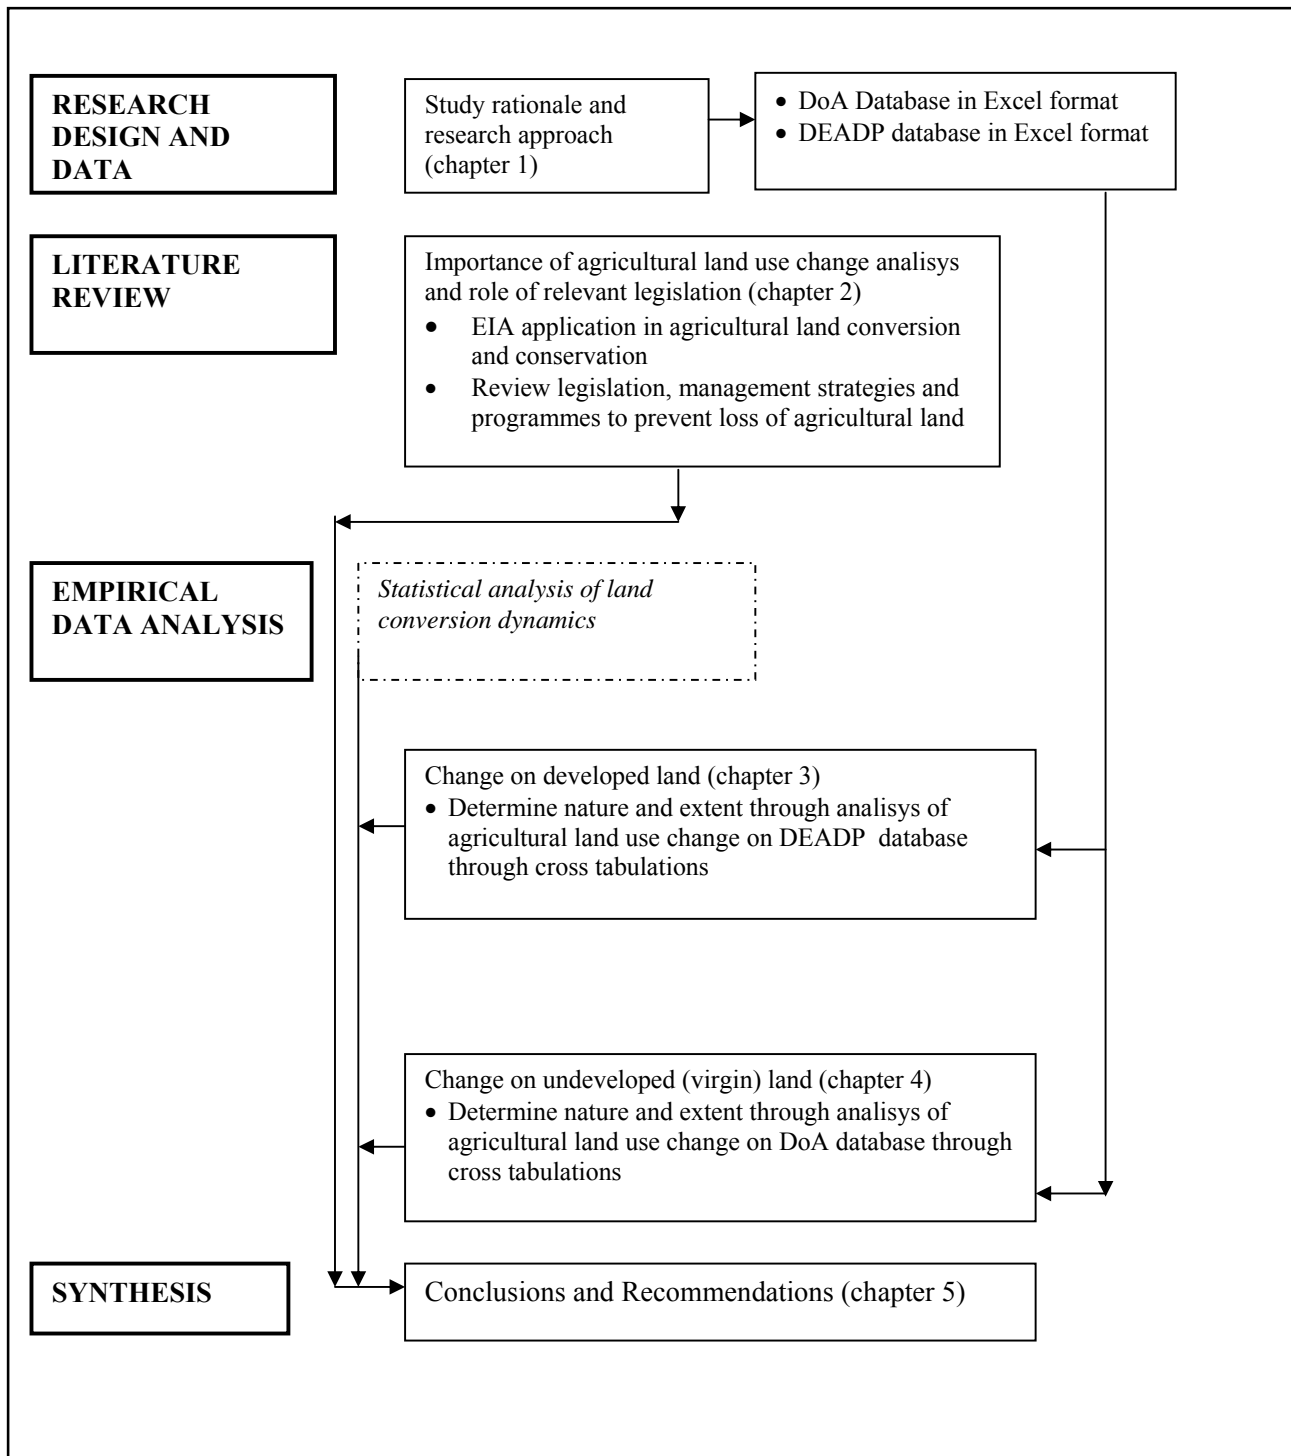 RESEARCH
DESIGN AND
DATA
Study rationale and
research approach
(chapter 1)
• DoA Database in Excel format
• DEADP database in Excel format
LITERATURE
REVIEW
Importance of agricultural land use change analisys
and role of relevant legislation (chapter 2)
• EIA application in agricultural land conversion
and conservation
• Review legislation, management strategies and
programmes to prevent loss of agricultural land
EMPIRICAL
DATA ANALYSIS
Statistical analysis of land
conversion dynamics
Change on developed land (chapter 3)
• Determine nature and extent through analisys of
agricultural land use change on DEADP database
through cross tabulations
Change on undeveloped (virgin) land (chapter 4)
• Determine nature and extent through analisys of
agricultural land use change on DoA database through
cross tabulations
SYNTHESIS
Conclusions and Recommendations (chapter 5)